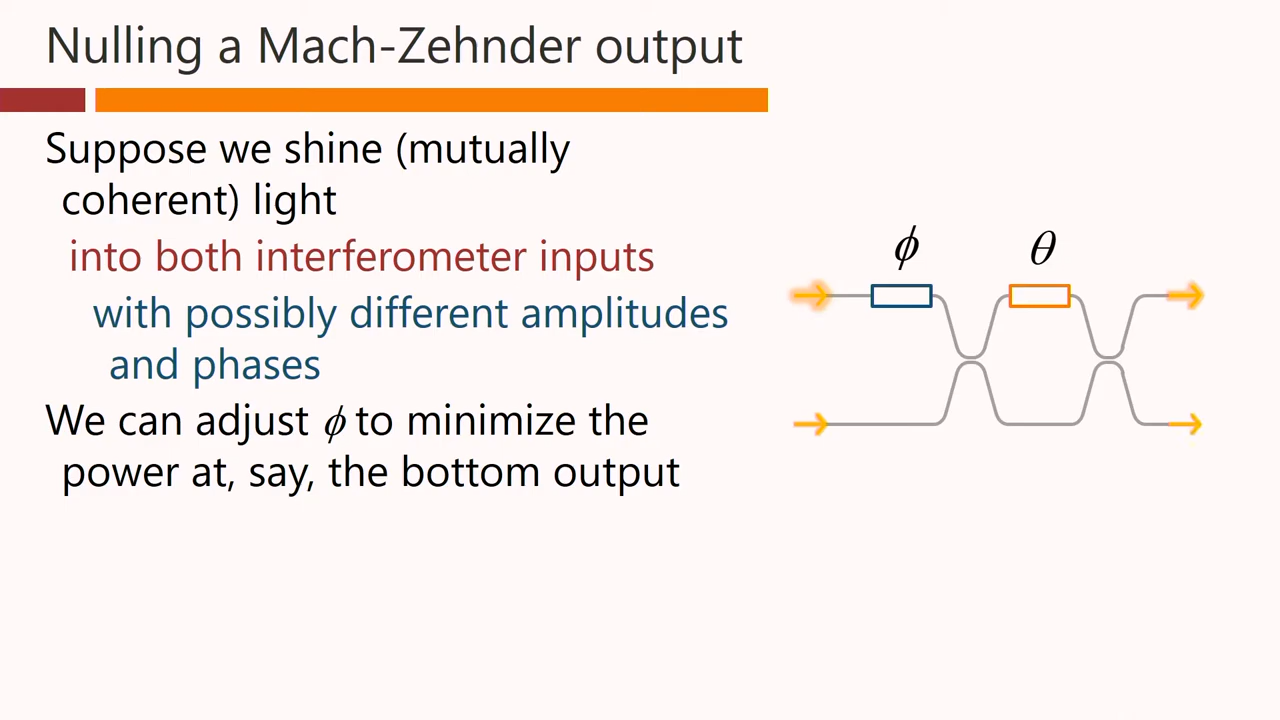 Nulling a Mach-Zehnder output
Suppose we shine (mutually
coherent) light
into both interferometer inputs
with possibly different amplitudes
and phases
We can adjust ϕ to minimize the
power at, say, the bottom output
ϕ
θ